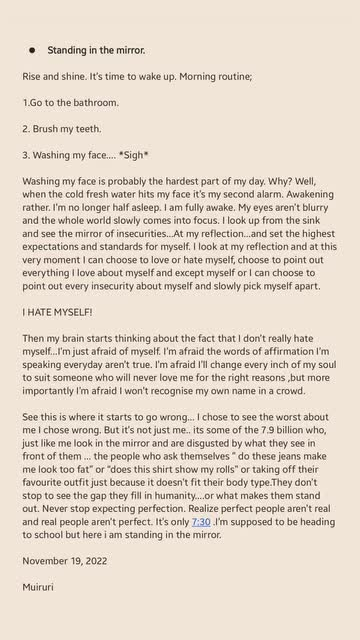 ● Standing in the mirror.
Rise and shine. It's time to wake up. Morning routine;
1.Go to the bathroom.
2. Brush my teeth.
3. Washing my face.... *Sigh*
Washing my face is probably the hardest part of my day. Why? Well,
when the cold fresh water hits my face it's my second alarm. Awakening
rather. I'm no longer half asleep. I am fully awake. My eyes aren't blurry
and the whole world slowly comes into focus. I look up from the sink
and see the mirror of insecurities...At my reflection...and set the highest
expectations and standards for myself. I look at my reflection and at this
very moment I can choose to love or hate myself, choose to point out
everything I love about myself and except myself or I can choose to
point out every insecurity about myself and slowly pick myself apart.
I HATE MYSELF!
Then my brain starts thinking about the fact that I don't really hate
myself...I'm just afraid of myself. I'm afraid the words of affirmation I'm
speaking everyday aren't true. I'm afraid I'll change every inch of my soul
to suit someone who will never love me for the right reasons ,but more
importantly I'm afraid I won't recognise my own name in a crowd.
See this is where it starts to go wrong... I chose to see the worst about
me I chose wrong. But it's not just me.. its some of the 7.9 billion who,
just like me look in the mirror and are disgusted by what they see in
front of them ... the people who ask themselves " do these jeans make
me look too fat" or "does this shirt show my rolls" or taking off their
favourite outfit just because it doesn't fit their body type.They don't
stop to see the gap they fill in humanity....or what makes them stand
out. Never stop expecting perfection. Realize perfect people aren't real
and real people aren't perfect. It's only 7:30 .I'm supposed to be heading
to school but here i am standing in the mirror.
November 19, 2022
Muiruri